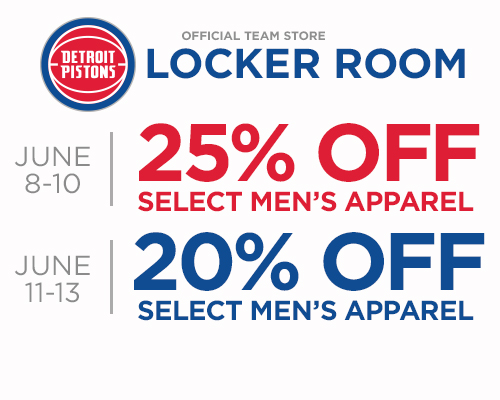 DETROIT
PISTONS
OFFICIAL TEAM STORE
LOCKER ROOM
JUNE
8-10
25% OFF
SELECT MEN'S APPAREL
JUNE
11-13
20% OFF
SELECT MEN'S APPAREL